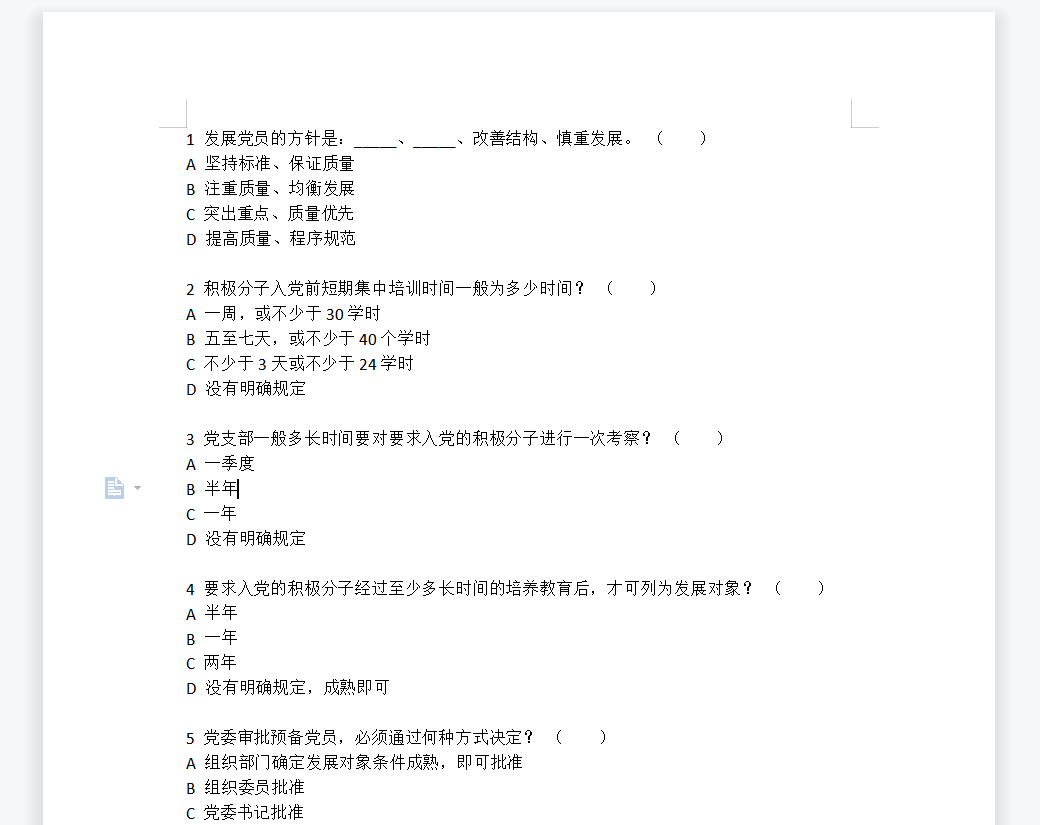 1 发展党员的方针是：_____、_____、改善结构、慎重发展。 （  ）
A 坚持标准、保证质量
B 注重质量、均衡发展
C 突出重点、质量优先
D 提高质量、程序规范
2 积极分子入党前短期集中培训时间一般为多少时间？ （  ）
A 一周，或不少于 30 学时
B 五至七天，或不少于 40 个学时
C 不少于 3 天或不少于 24 学时
D 没有明确规定
3 党支部一般多长时间要对要求入党的积极分子进行一次考察？ （  ）
A 一季度
B 半年
C 一年
D 没有明确规定
4 要求入党的积极分子经过至少多长时间的培养教育后，才可列为发展对象？ （  ）
A 半年
B 一年
C 两年
D 没有明确规定，成熟即可
5 党委审批预备党员，必须通过何种方式决定？ （  ）
A 组织部门确定发展对象条件成熟，即可批准
B 组织委员批准
C 党委书记批准